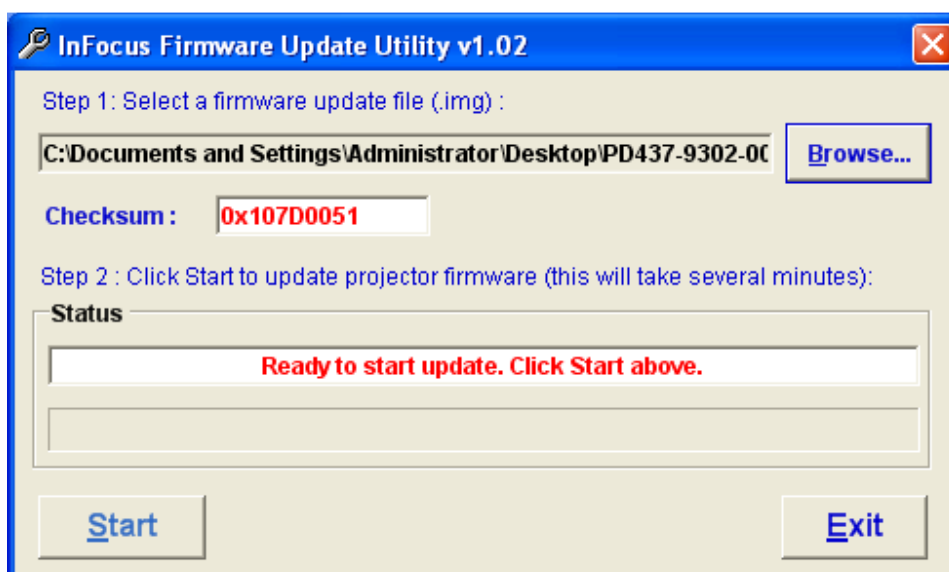 InFocus Firmware Update Utility v1.02
Step 1: Select a firmware update file (.img) :
C:\Documents and Settings\Administrator\Desktop\PD437-9302-00 Browse...
Checksum : 0x107D0051
Step 2 : Click Start to update projector firmware (this will take several minutes):
Status
Ready to start update. Click Start above.
Start Exit